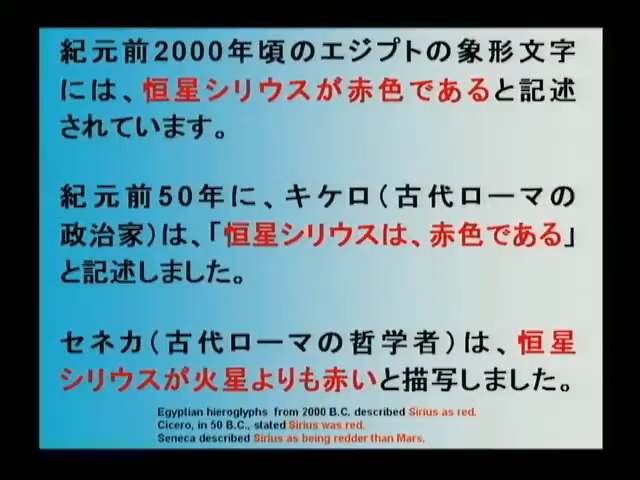 紀元前2000年頃のエジプトの象形文字
には、恒星シリウスが赤色であると記述
されています。
紀元前50年に、キケロ(古代ローマの
政治家)は、「恒星シリウスは、赤色である」
と記述しました。
セネカ(古代ローマの哲学者)は、恒星
シリウスが火星よりも赤いと描写しました。
Egyptian hieroglyphs from 2000 B.C. described Sirius as red.
Cicero, in 50 B.C., stated Sirius was red.
Seneca described Sirius as being redder than Mars.